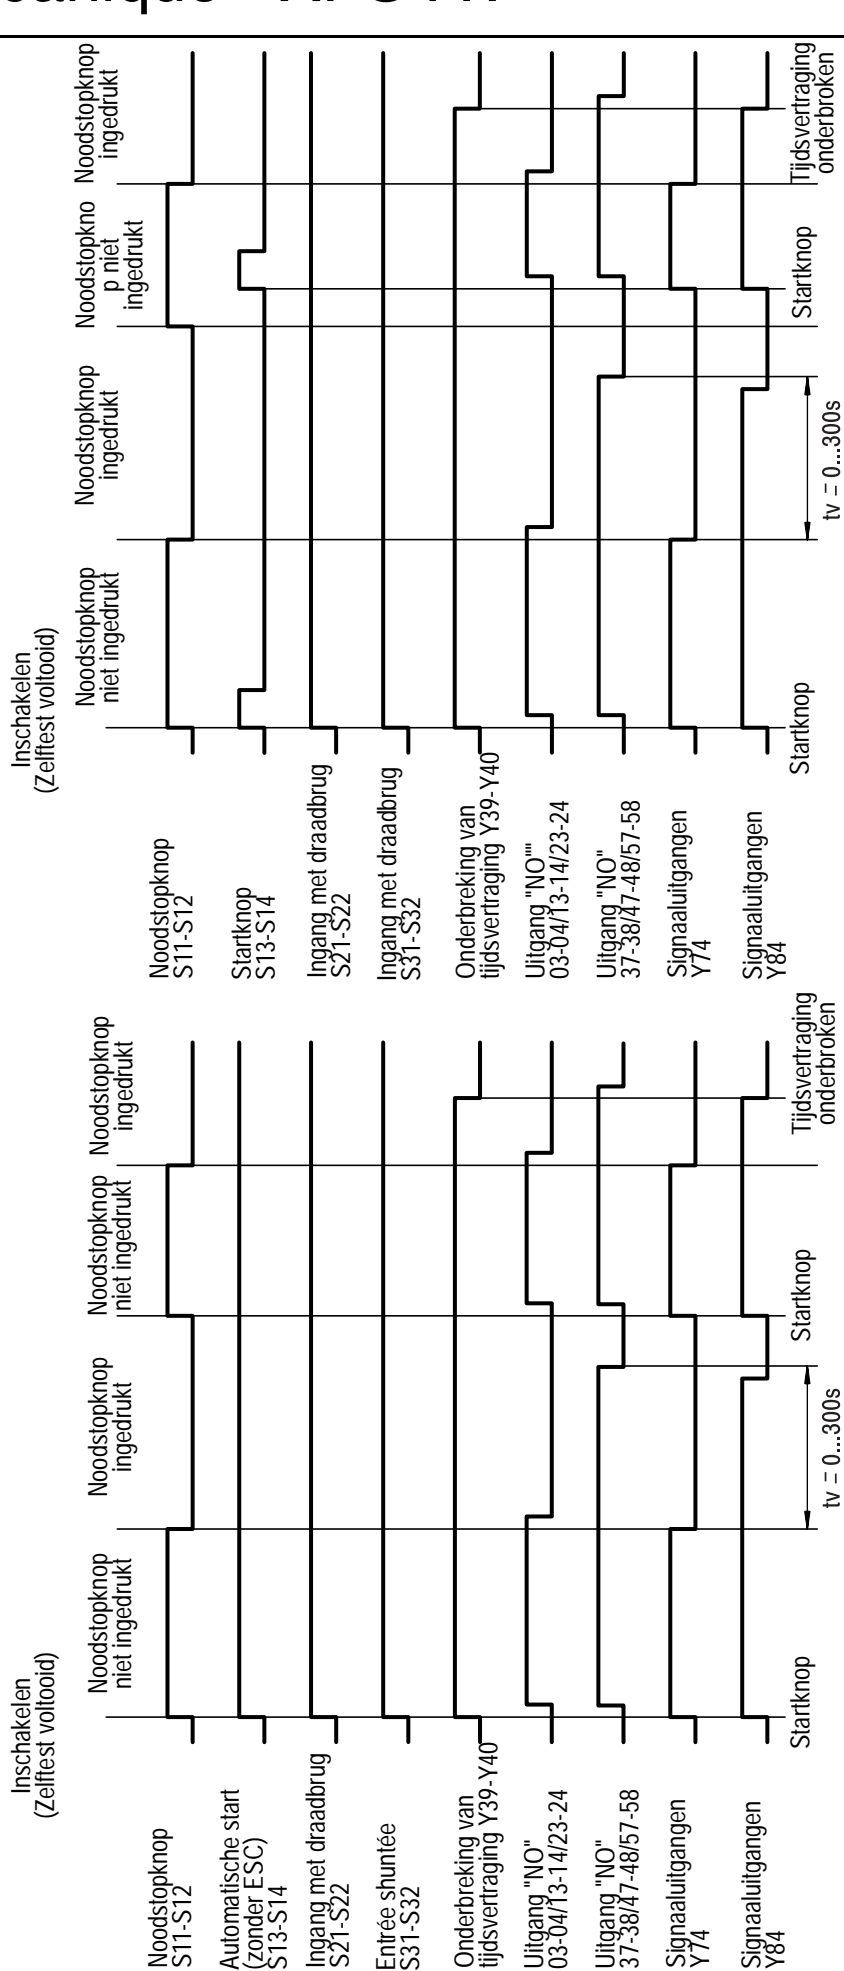 Inschakelen
(Zelftest voltooid)
Noodstopknop
niet ingedrukt
Noodstopknop
ingedrukt
Noodstopkno
p niet
ingedrukt
Noodstopknop
ingedrukt
Noodstopknop
S11-S12
Startknop
S13-S14
Ingang met draadbrug
S21-S22
Ingang met draadbrug
S31-S32
Onderbreking van
tijdsvertraging Y39-Y40
Uitgang "NO""
03-04/13-14/23-24
Uitgang "NO"
37-38/47-48/57-58
Signaaluitgangen
Y74
Signaaluitgangen
Y84
Startknop
tv = 0...300s
Startknop
Tijdsvertraging
onderbroken
Inschakelen
(Zelftest voltooid)
Noodstopknop
niet ingedrukt
Noodstopknop
ingedrukt
Noodstopknop
niet ingedrukt
Noodstopknop
ingedrukt
Noodstopknop
S11-S12
Automatische start
(zonder ESC)
S13-S14
Ingang met draadbrug
S21-S22
Entrée shuntée
S31-S32
Onderbreking van
tijdsvertraging Y39-Y40
Uitgang "NO"
03-04/13-14/23-24
Uitgang "NO"
37-38/47-48/57-58
Signaaluitgangen
Y74
Signaaluitgangen
Y84
Startknop
tv = 0...300s
Startknop
Tijdsvertraging
onderbroken